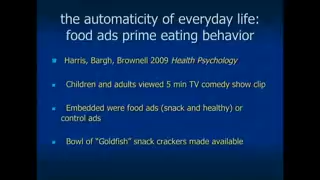 the automaticity of everyday life:
food ads prime eating behavior
Harris, Bargh, Brownell 2009 Health Psychology
Children and adults viewed 5 min TV comedy show clip
Embedded were food ads (snack and healthy) or
control ads
Bowl of "Goldfish" snack crackers made available